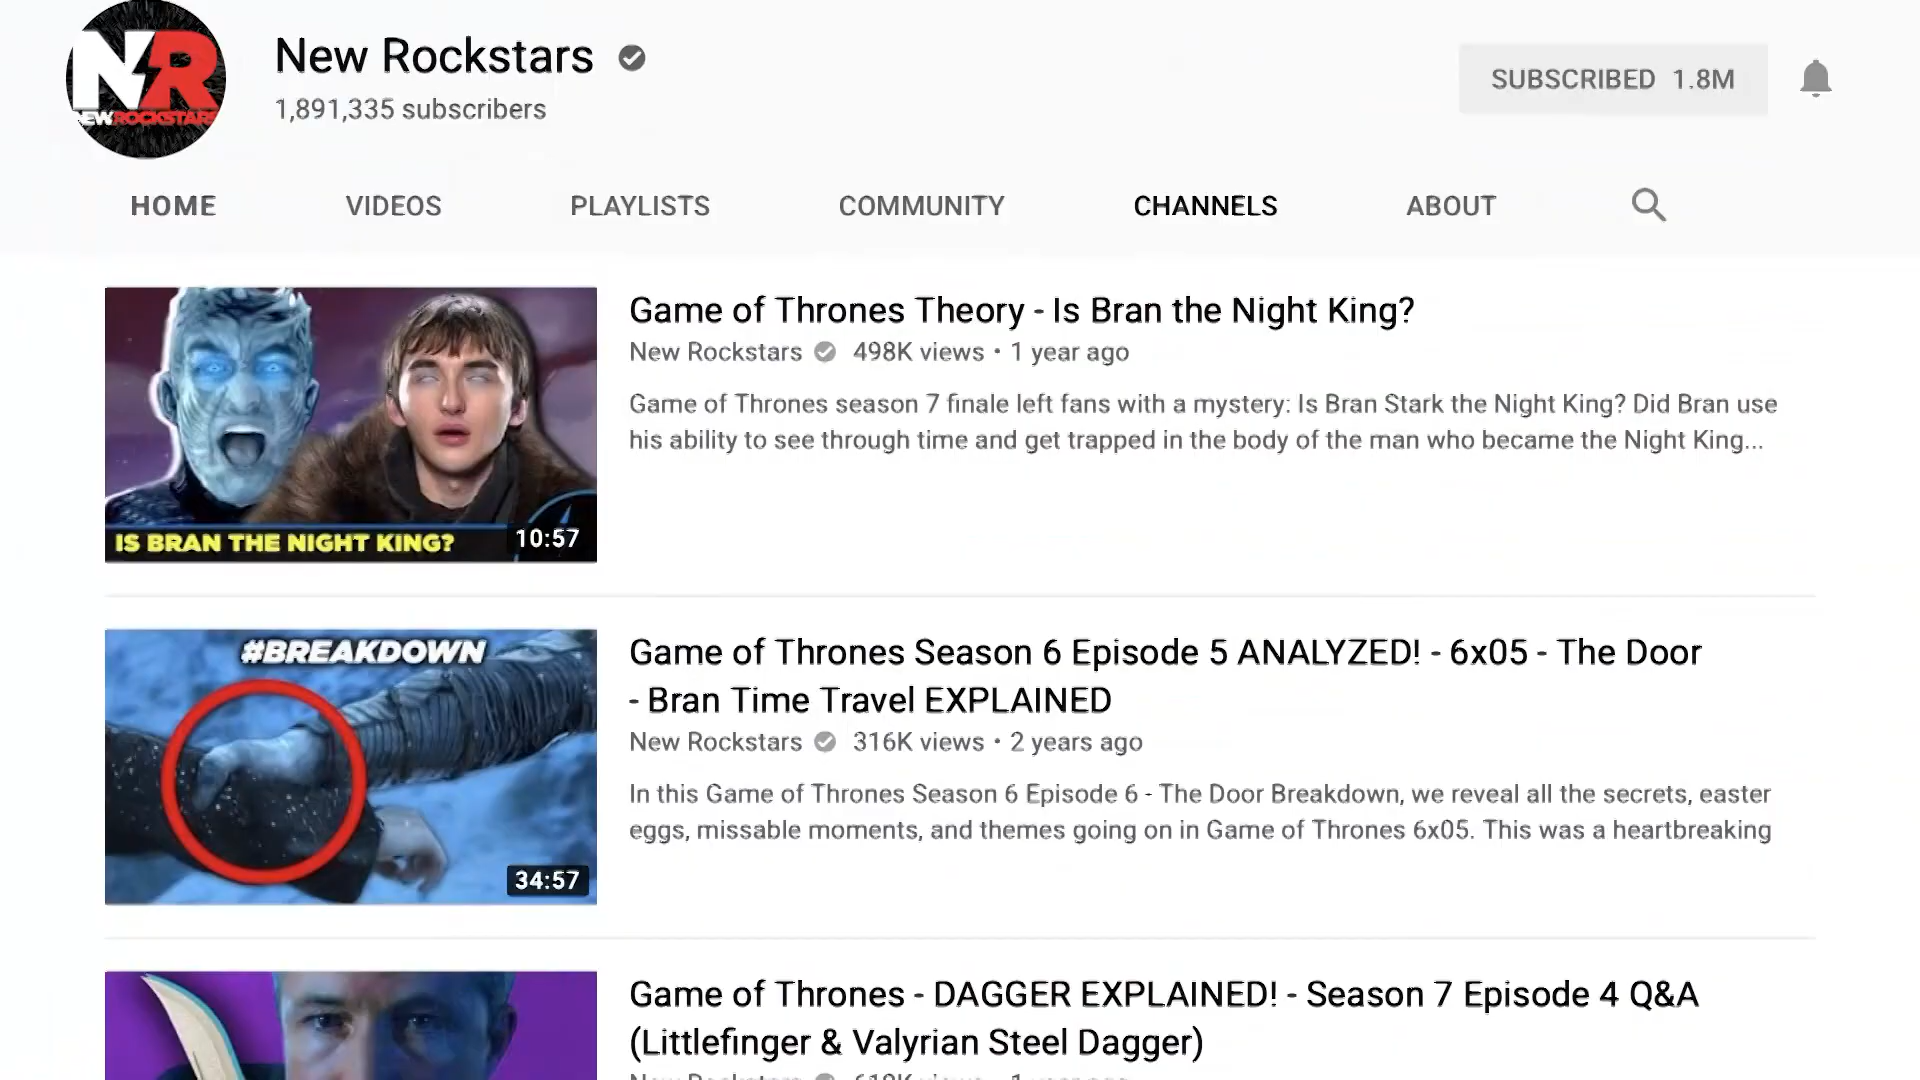 NR
NEWROCKSTARS
New Rockstars
1,891,335 subscribers
SUBSCRIBED 1.8M
HOME VIDEOS PLAYLISTS COMMUNITY CHANNELS ABOUT
IS BRAN THE NIGHT KING?
10:57
Game of Thrones Theory - Is Bran the Night King?
New Rockstars 498K views • 1 year ago
Game of Thrones season 7 finale left fans with a mystery: Is Bran Stark the Night King? Did Bran use
his ability to see through time and get trapped in the body of the man who became the Night King...
#BREAKDOWN
34:57
Game of Thrones Season 6 Episode 5 ANALYZED! - 6x05 - The Door
- Bran Time Travel EXPLAINED
New Rockstars 316K views • 2 years ago
In this Game of Thrones Season 6 Episode 6 - The Door Breakdown, we reveal all the secrets, easter
eggs, missable moments, and themes going on in Game of Thrones 6x05. This was a heartbreaking
Game of Thrones - DAGGER EXPLAINED! - Season 7 Episode 4 Q&A
(Littlefinger & Valyrian Steel Dagger)